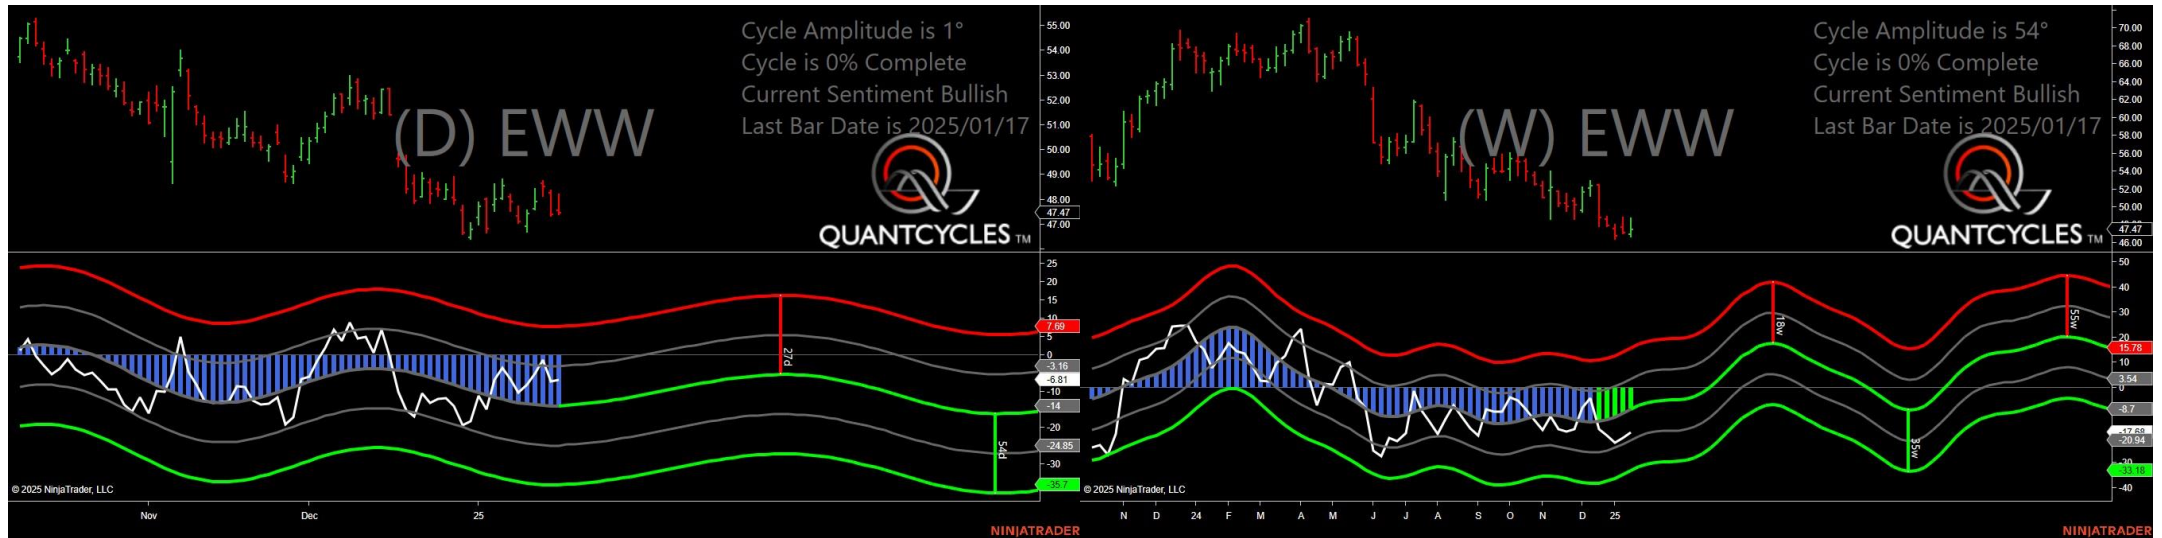 Cycle Amplitude is 1°
Cycle is 0% Complete
Current Sentiment Bullish
Last Bar Date is 2025/01/17
(D) EWW
QUANTCYCLES TM
55.00
54.00
53.00
52.00
51.00
50.00
49.00
48.00
47.47
47.00
25
20
15
10
7.69
5
0
-3.16
-6.81
-10
-14
-20
-24.85
-30
-35.7
27d
54d
© 2025 NinjaTrader, LLC
Nov Dec 25
NINJATRADER
Cycle Amplitude is 54°
Cycle is 0% Complete
Current Sentiment Bullish
Last Bar Date is 2025/01/17
(W) EWW
QUANTCYCLES TM
70.00
68.00
66.00
64.00
62.00
60.00
58.00
56.00
54.00
52.00
50.00
47.47
46.00
50
40
30
20
15.78
10
3.54
0
-8.7
-17.68
-20.94
-33.18
-40
18w
35w
55w
© 2025 NinjaTrader, LLC
N D 24 F M A M J J A S O N D 25
NINJATRADER